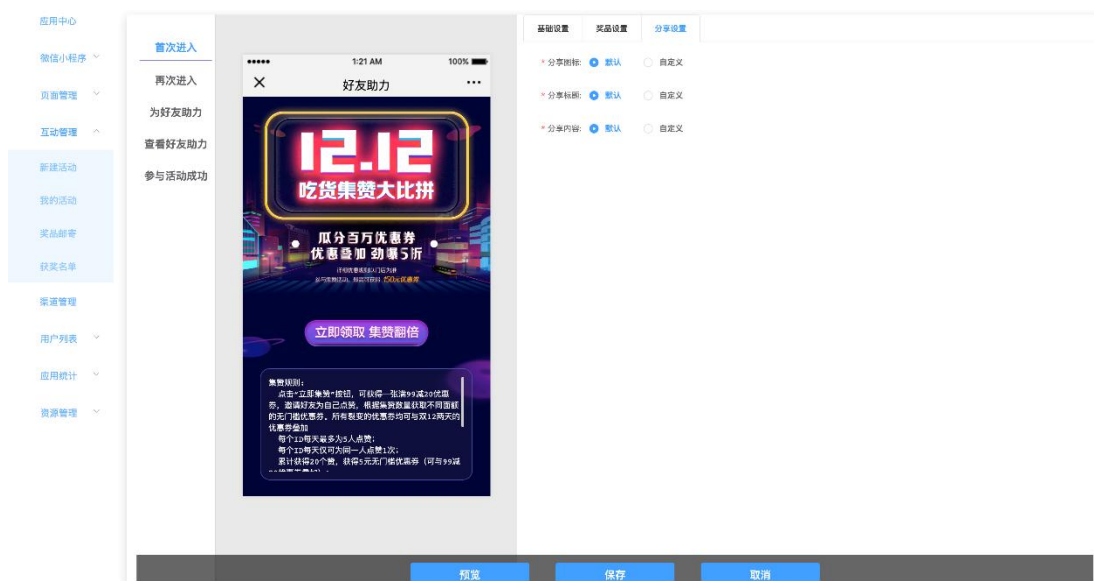 应用中心
微信小程序
页面管理
互动管理
新建活动
我的活动
奖品邮寄
获奖名单
渠道管理
用户列表
应用统计
资源管理
首次进入
再次进入
为好友助力
查看好友助力
参与活动成功
1:21 AM
100%
好友助力
12.12
吃货集赞大比拼
瓜分百万优惠券
优惠叠加 劲爆5折
立即领取 集赞翻倍
集赞规则：
点击“立即集赞”按钮，可获得一张满99减20优惠
券，邀请好友为自己点赞，根据集赞数量获取不同面额
的无门槛优惠券。所有裂变的优惠券均可与双12两天的
优惠券叠加
每个ID每天最多为5人点赞；
每个ID每天仅可为同一人点赞1次；
累计获得20个赞，获得5元无门槛优惠券（可与99减
基础设置
奖品设置
分享设置
* 分享图标: 默认 自定义
* 分享标题: 默认 自定义
* 分享内容: 默认 自定义
预览
保存
取消